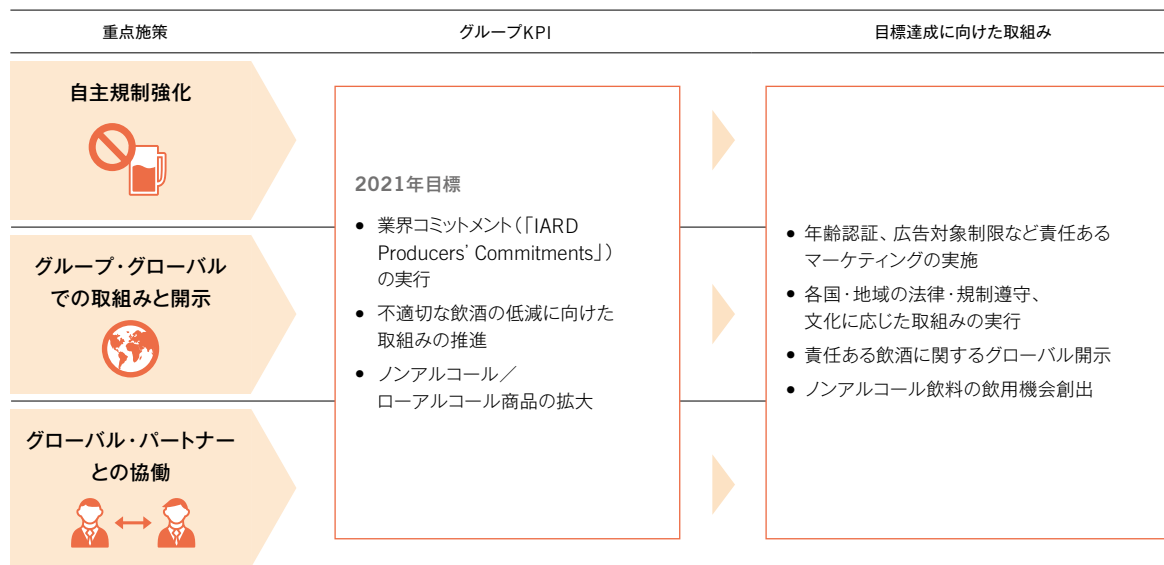 重点施策
グループKPI
目標達成に向けた取組み
自主規制強化
グループ・グローバル
での取組みと開示
グローバル・パートナー
との協働
2021年目標
• 業界コミットメント(「IARD
Producers’ Commitments」)
の実行
• 不適切な飲酒の低減に向けた
取組みの推進
• ノンアルコール／
ローアルコール商品の拡大
• 年齢認証、広告対象制限など責任ある
マーケティングの実施
• 各国・地域の法律・規制遵守、
文化に応じた取組みの実行
• 責任ある飲酒に関するグローバル開示
• ノンアルコール飲料の飲用機会創出